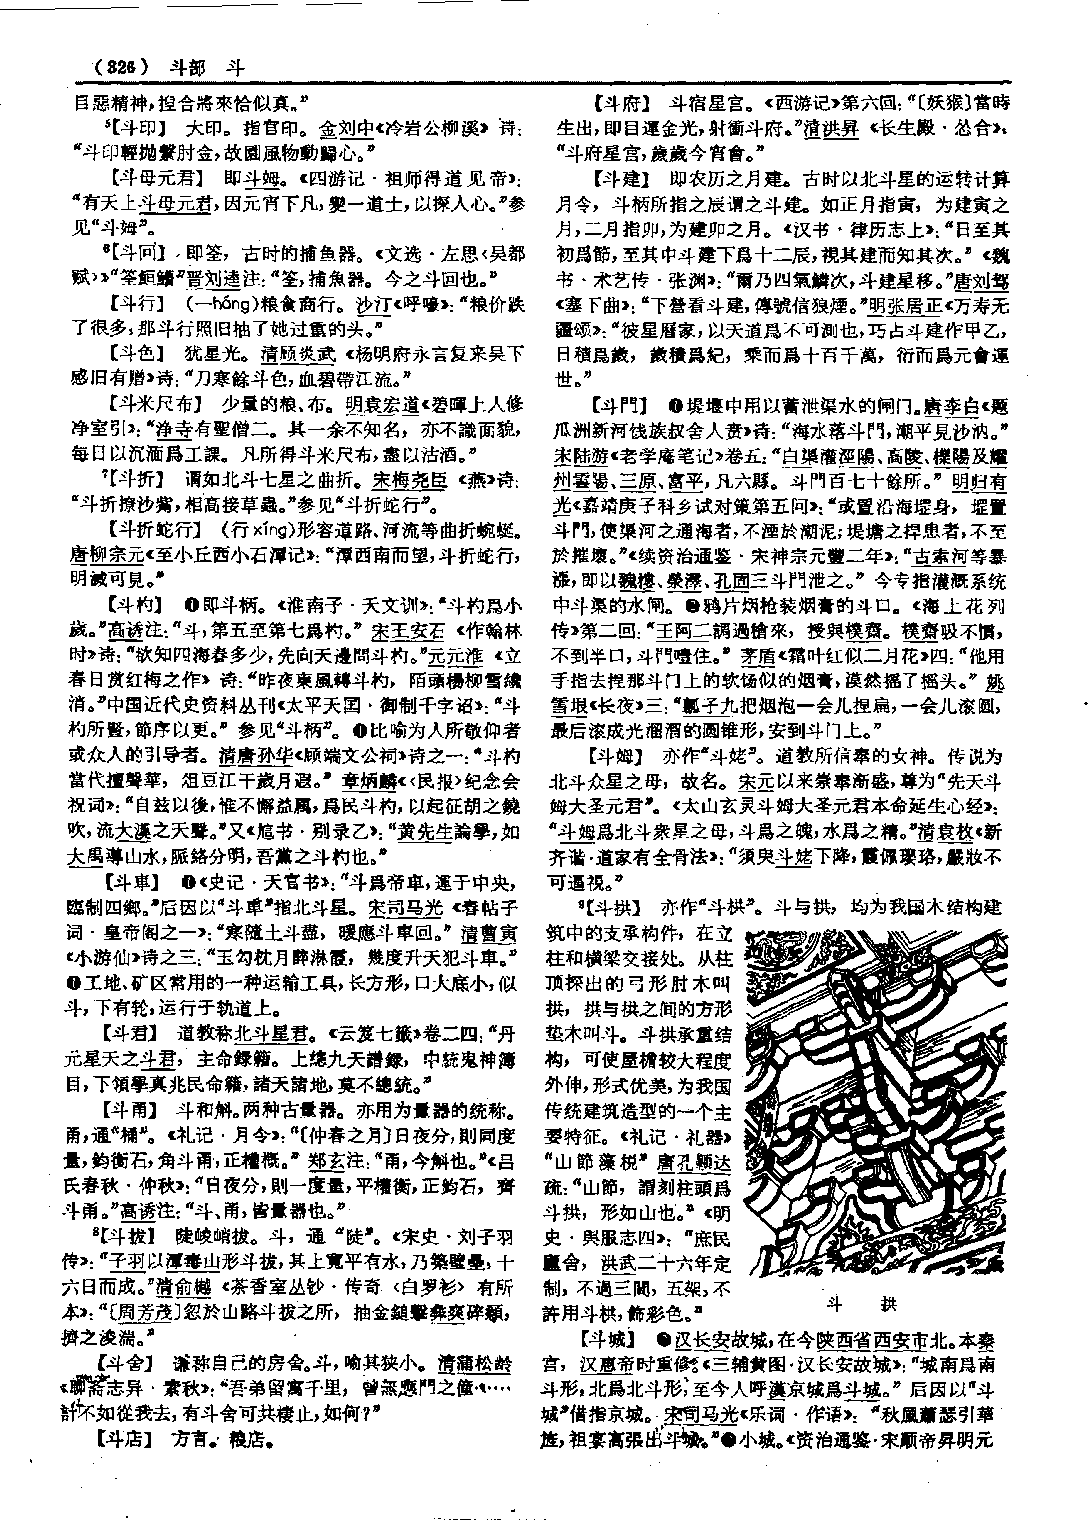 （326） 斗部 斗
目惡精神，揑合將來恰似真。”
⁵【斗印】 大印。指官印。金刘中《冷岩公柳溪》诗：
“斗印輕抛繫肘金，故園風物動歸心。”
【斗母元君】 即斗姆。《四游记·祖师得道见帝》：
“有天上斗母元君，因元宵下凡，變一道士，以探人心。”参
见“斗姆”。
⁶【斗回】 即筌，古时的捕鱼器。《文选·左思〈吴都
赋〉》“筌䱎鱨”晋刘逵注：“筌，捕魚器。今之斗回也。”
【斗行】 （—háng）粮食商行。沙汀《呼嚎》：“粮价跌
了很多，那斗行照旧抽了她过重的头。”
【斗色】 犹星光。清顾炎武《杨明府永言复来吴下
感旧有赠》诗：“刀寒餘斗色，血碧帶江流。”
【斗米尺布】 少量的粮、布。明袁宏道《碧暉上人修
净室引》：“净寺有聖僧二。其一余不知名，亦不識面貌，
每日以沉湎爲工課。凡所得斗米尺布，盡以沽酒。”
⁷【斗折】 谓如北斗七星之曲折。宋梅尧臣《燕》诗：
“斗折撩沙觜，相高接草蟲。”参见“斗折蛇行”。
【斗折蛇行】 （行xíng）形容道路、河流等曲折蜿蜒。
唐柳宗元《至小丘西小石潭记》：“潭西南而望，斗折蛇行，
明滅可見。”
【斗杓】 ❶即斗柄。《淮南子·天文训》：“斗杓爲小
歲。”高诱注：“斗，第五至第七爲杓。” 宋王安石《作翰林
时》诗：“欲知四海春多少，先向天邊問斗杓。”元元淮《立
春日赏红梅之作》诗：“昨夜東風轉斗杓，陌頭楊柳雪纔
消。”中国近代史资料丛刊《太平天国·御制千字诏》：“斗
杓所豎，節序以更。” 参见“斗柄”。❷比喻为人所敬仰者
或众人的引导者。清唐孙华《顾端文公祠》诗之一：“斗杓
當代擅聲華，俎豆江干歲月遐。” 章炳麟《〈民报〉纪念会
祝词》：“自兹以後，惟不懈益厲，爲民斗杓，以起征胡之鐃
吹，流大漢之天聲。”又《訄书·别录乙》：“黄先生論學，如
大禹導山水，脈絡分明，吾黨之斗杓也。”
【斗車】 ❶《史记·天官书》：“斗爲帝車，運于中央，
臨制四鄉。”后因以“斗車”指北斗星。宋司马光《春帖子
词·皇帝阁之一》：“寒隨土斗盡，暖應斗車回。” 清曹寅
《小游仙》诗之三：“玉勾枕月醉淋霞，幾度升天犯斗車。”
❷工地、矿区常用的一种运输工具，长方形，口大底小，似
斗，下有轮，运行于轨道上。
【斗君】 道教称北斗星君。《云笈七籤》卷二四：“丹
元星天之斗君，主命録籍。上總九天譜録，中統鬼神簿
目，下領學真兆民命籍，諸天諸地，莫不總統。”
【斗甬】 斗和斛。两种古量器。亦用为量器的统称。
甬，通“桶”。《礼记·月令》：“〔仲春之月〕日夜分，則同度
量，鈞衡石，角斗甬，正權概。” 郑玄注：“甬，今斛也。”《吕
氏春秋·仲秋》：“日夜分，則一度量，平權衡，正鈞石，齊
斗甬。”高诱注：“斗、甬，皆量器也。”
⁸【斗拔】 陡峻峭拔。斗，通“陡”。《宋史·刘子羽
传》：“子羽以潭毒山形斗拔，其上寬平有水，乃築壁壘，十
六日而成。”清俞樾《茶香室丛钞·传奇〈白罗衫〉有所
本》：“〔周芳茂〕忽於山路斗拔之所，抽金鎚擊彝奭碎顱，
擠之浚湍。”
【斗舍】 谦称自己的房舍。斗，喻其狭小。清蒲松龄
《聊斋志异·素秋》：“吾弟留寓千里，曾無應門之僮……
計不如從我去，有斗舍可共棲止，如何？”
【斗店】 方言。粮店。
【斗府】 斗宿星宫。《西游记》第六回：“〔妖猴〕當時
生出，即目運金光，射衝斗府。”清洪昇《长生殿·怂合》：
“斗府星宫，歲歲今宵會。”
【斗建】 即农历之月建。古时以北斗星的运转计算
月令，斗柄所指之辰谓之斗建。如正月指寅，为建寅之
月，二月指卯，为建卯之月。《汉书·律历志上》：“日至其
初爲節，至其中斗建下爲十二辰，視其建而知其次。” 《魏
书·术艺传·张渊》：“爾乃四氣鱗次，斗建星移。”唐刘驾
《塞下曲》：“下營看斗建，傳號信狼煙。”明张居正《万寿无
疆颂》：“彼星曆家，以天道爲不可測也，巧占斗建作甲乙，
日積爲歲，歲積爲紀，乘而爲十百千萬，衍而爲元會運
世。”
【斗門】 ❶堤堰中用以蓄泄渠水的闸门。唐李白《题
瓜洲新河饯族叔舍人贲》诗：“海水落斗門，潮平見沙汭。”
宋陆游《老学庵笔记》卷五：“白渠灌涇陽、高陵、櫟陽及耀
州雲陽、三原、富平，凡六縣。斗門百七十餘所。” 明归有
光《嘉靖庚子科乡试对策第五问》：“或置沿海堰身，堰置
斗門，使渠河之通海者，不湮於潮泥；堤塘之捍患者，不至
於摧壞。”《续资治通鉴·宋神宗元豐二年》：“古索河等暴
漲，即以魏樓、滎澤、孔固三斗門泄之。” 今专指灌溉系统
中斗渠的水闸。❷鸦片烟枪装烟膏的斗口。《海上花列
传》第二回：“王阿二調過槍來，授與樸齋。樸齋吸不慣，
不到半口，斗門噎住。” 茅盾《霜叶红似二月花》四：“他用
手指去捏那斗门上的软饧似的烟膏，漠然摇了摇头。” 姚
雪垠《长夜》三：“瓤子九把烟泡一会儿捏扁，一会儿滚圆，
最后滚成光溜溜的圆锥形，安到斗门上。”
【斗姆】 亦作“斗姥”。道教所信奉的女神。传说为
北斗众星之母，故名。宋元以来崇奉渐盛，尊为“先天斗
姆大圣元君”。《太山玄灵斗姆大圣元君本命延生心经》：
“斗姆爲北斗衆星之母，斗爲之魄，水爲之精。”清袁枚《新
齐谐·道家有全骨法》：“須臾斗姥下降，霞佩瓔珞，嚴妝不
可逼視。”
⁹【斗拱】 亦作“斗栱”。斗与拱，均为我国木结构建
筑中的支承构件，在立
柱和横梁交接处。从柱
顶探出的弓形肘木叫
拱，拱与拱之间的方形
垫木叫斗。斗拱承重结
构，可使屋檐较大程度
外伸，形式优美，为我国
传统建筑造型的一个主
要特征。《礼记·礼器》
“山節藻梲”唐孔颖达
疏：“山節，謂刻柱頭爲
斗拱，形如山也。”《明
史·舆服志四》：“庶民
廬舍，洪武二十六年定
制，不過三間，五架，不
許用斗栱，飾彩色。”
斗 拱
【斗城】 ❶汉长安故城，在今陕西省西安市北。本秦
宫，汉惠帝时重修。《三辅黄图·汉长安故城》：“城南爲南
斗形，北爲北斗形，至今人呼漢京城爲斗城。” 后因以“斗
城”借指京城。宋司马光《乐词·作语》：“秋風蕭瑟引華
旌，祖宴高張出斗城。”❷小城。《资治通鉴·宋顺帝昇明元